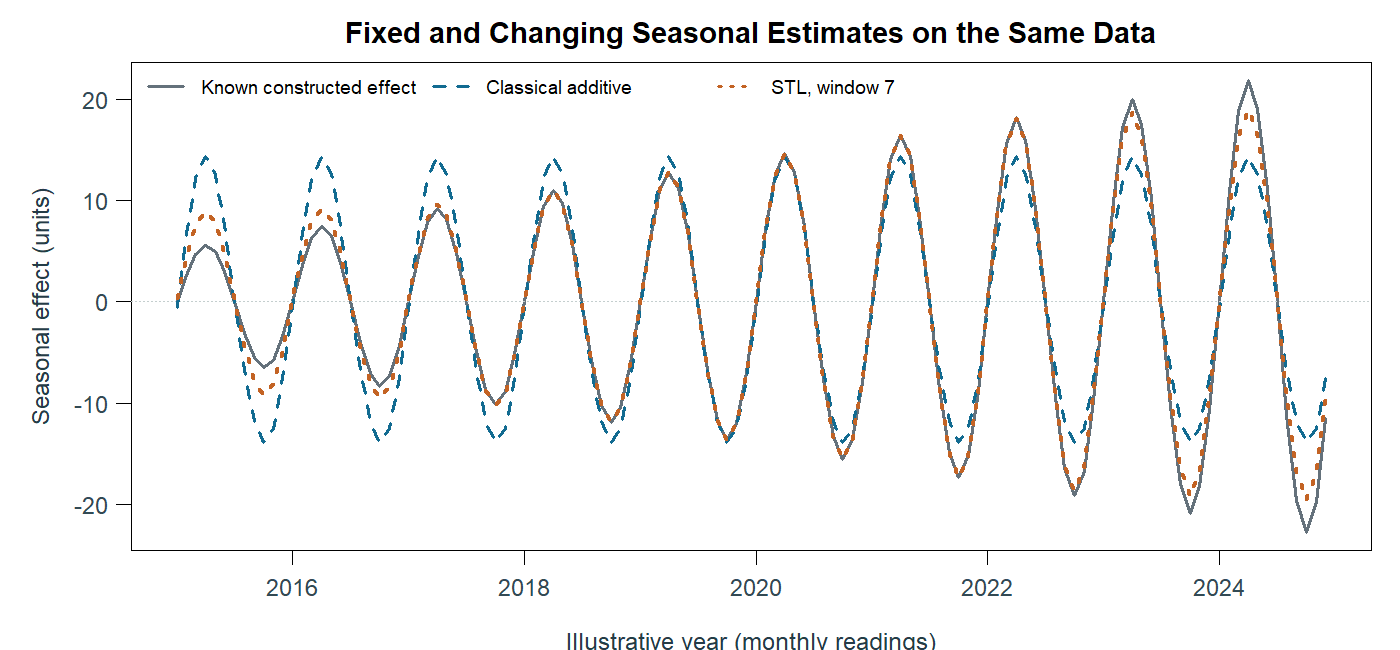 Fixed and Changing Seasonal Estimates on the Same Data
Known constructed effect Classical additive STL, window 7
Seasonal effect (units)
20
10
0
-10
-20
2016 2018 2020 2022 2024
Illustrative year (monthly readings)